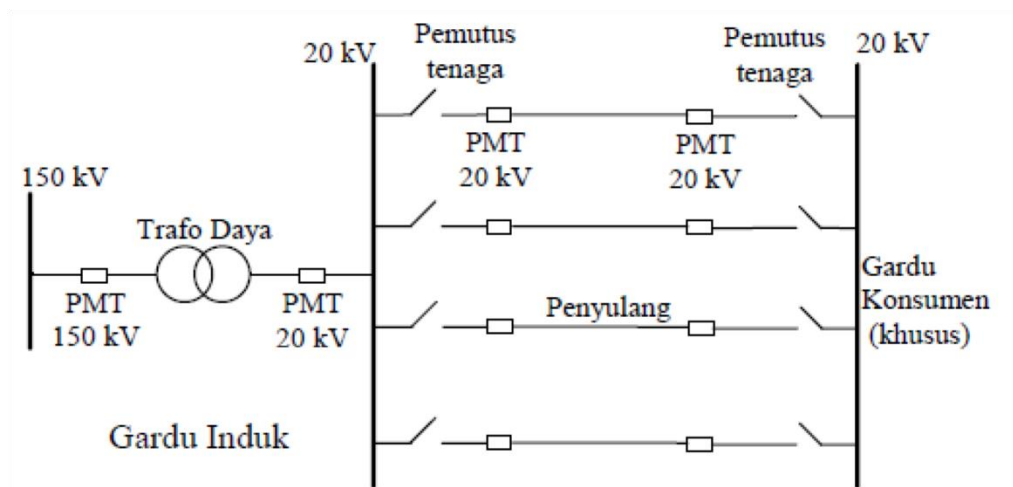 20 kV
Pemutus
tenaga
Pemutus
tenaga
20 kV
PMT
20 kV
PMT
20 kV
150 kV
Trafo Daya
PMT
150 kV
PMT
20 kV
Penyulang
Gardu
Konsumen
(khusus)
Gardu Induk